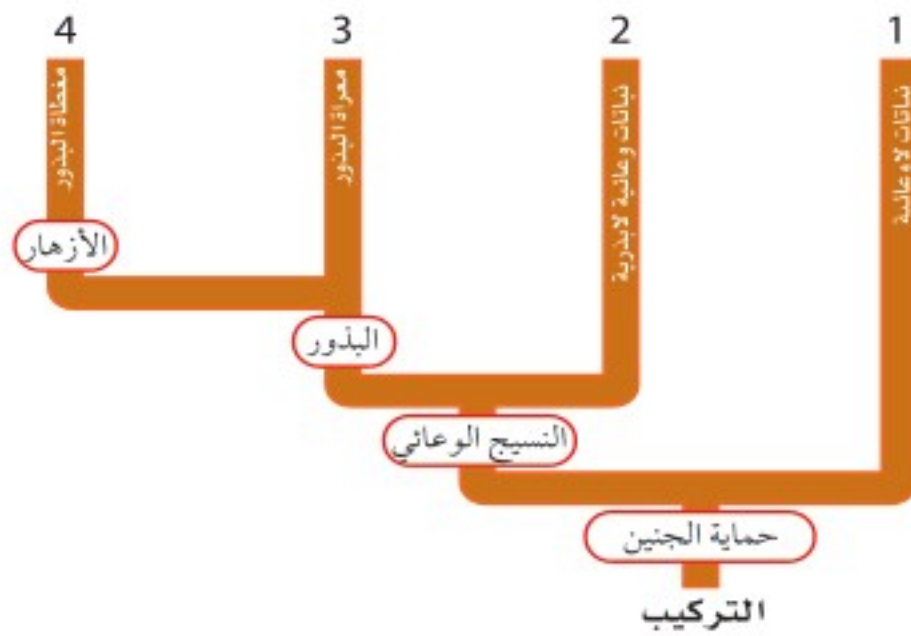 1
2
3
4
نباتات لاوعائية
نباتات وعائية لابذرية
معراة البذور
مغطاة البذور
الأزهار
البذور
النسيج الوعائي
حماية الجنين
التركيب